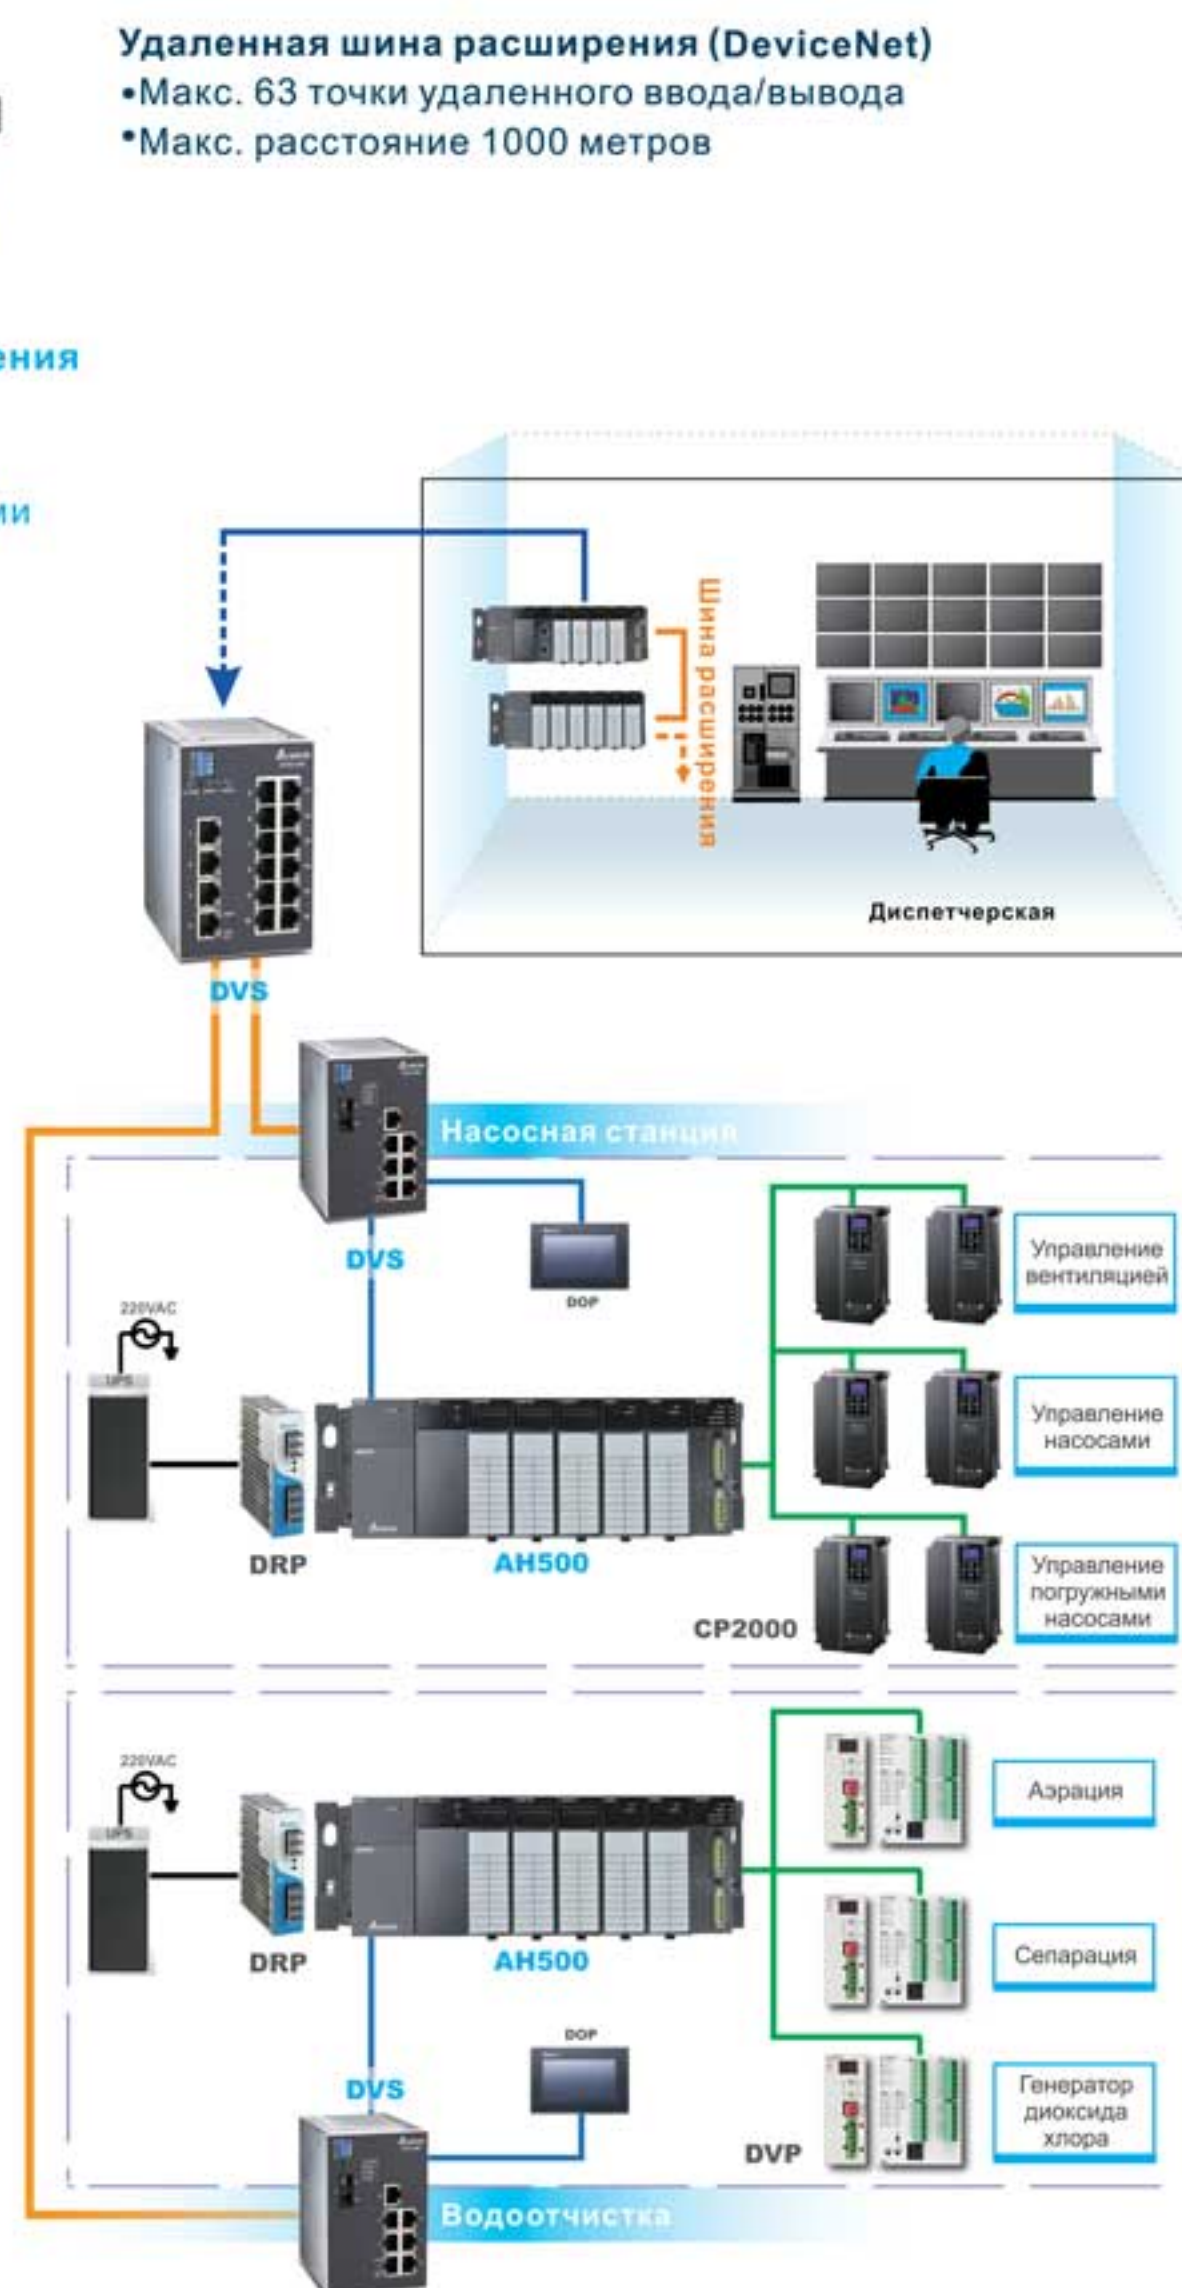 Удаленная шина расширения (DeviceNet)
•Макс. 63 точки удаленного ввода/вывода
•Макс. расстояние 1000 метров
ения
ии
Шина расширения
Диспетчерская
DVS
Насосная станция
DVS
DOP
220VAC
UPS
DRP
AH500
CP2000
Управление
вентиляцией
Управление
насосами
Управление
погружными
насосами
220VAC
UPS
DRP
AH500
DOP
DVS
DVP
Аэрация
Сепарация
Генератор
диоксида
хлора
Водоотчистка